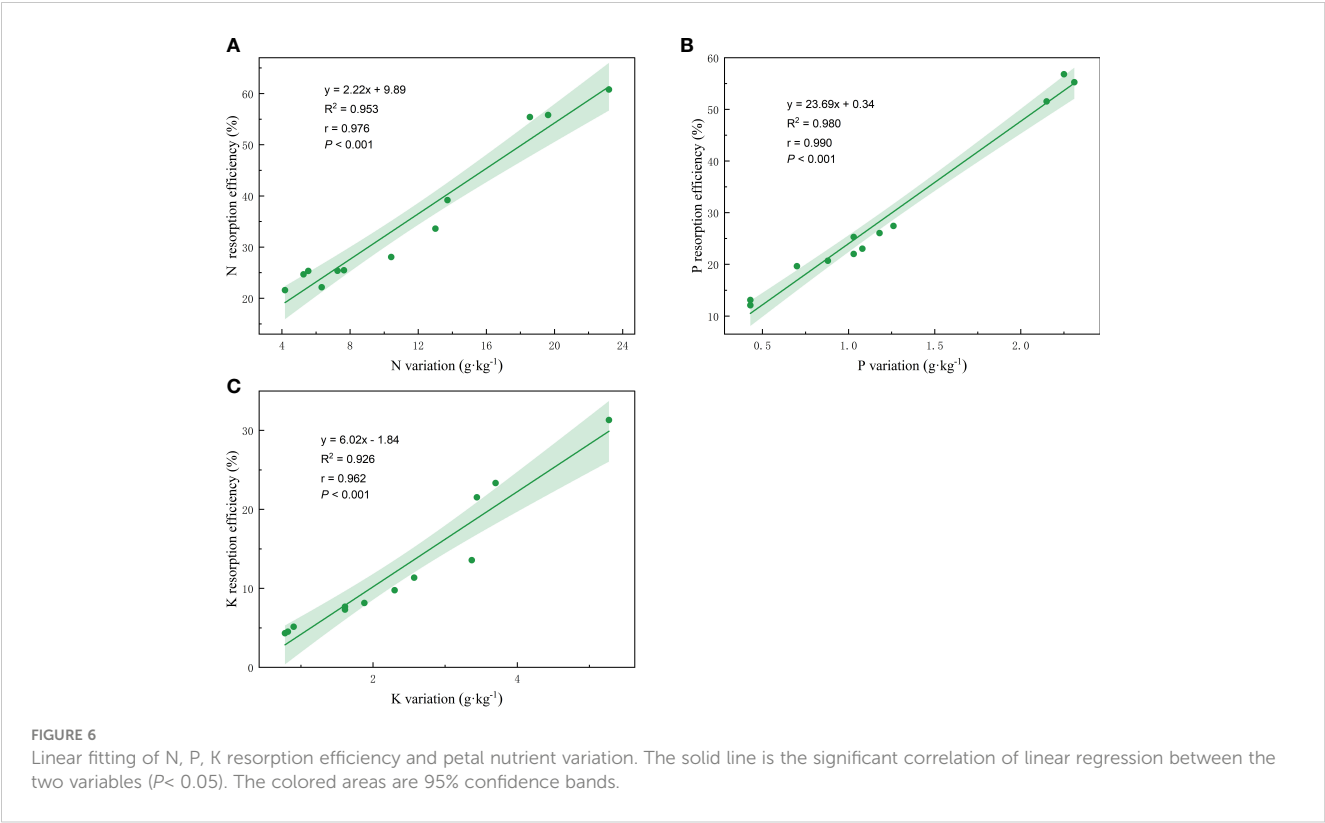 A
y = 2.22x + 9.89
R² = 0.953
r = 0.976
P < 0.001
60
50
40
30
20
N resorption efficiency (%)
4 8 12 16 20 24
N variation (g·kg⁻¹)
B
y = 23.69x + 0.34
R² = 0.980
r = 0.990
P < 0.001
60
50
40
30
20
10
P resorption efficiency (%)
0.5 1.0 1.5 2.0
P variation (g·kg⁻¹)
C
y = 6.02x - 1.84
R² = 0.926
r = 0.962
P < 0.001
30
20
10
0
K resorption efficiency (%)
2 4
K variation (g·kg⁻¹)
FIGURE 6
Linear fitting of N, P, K resorption efficiency and petal nutrient variation. The solid line is the significant correlation of linear regression between the
two variables (P< 0.05). The colored areas are 95% confidence bands.